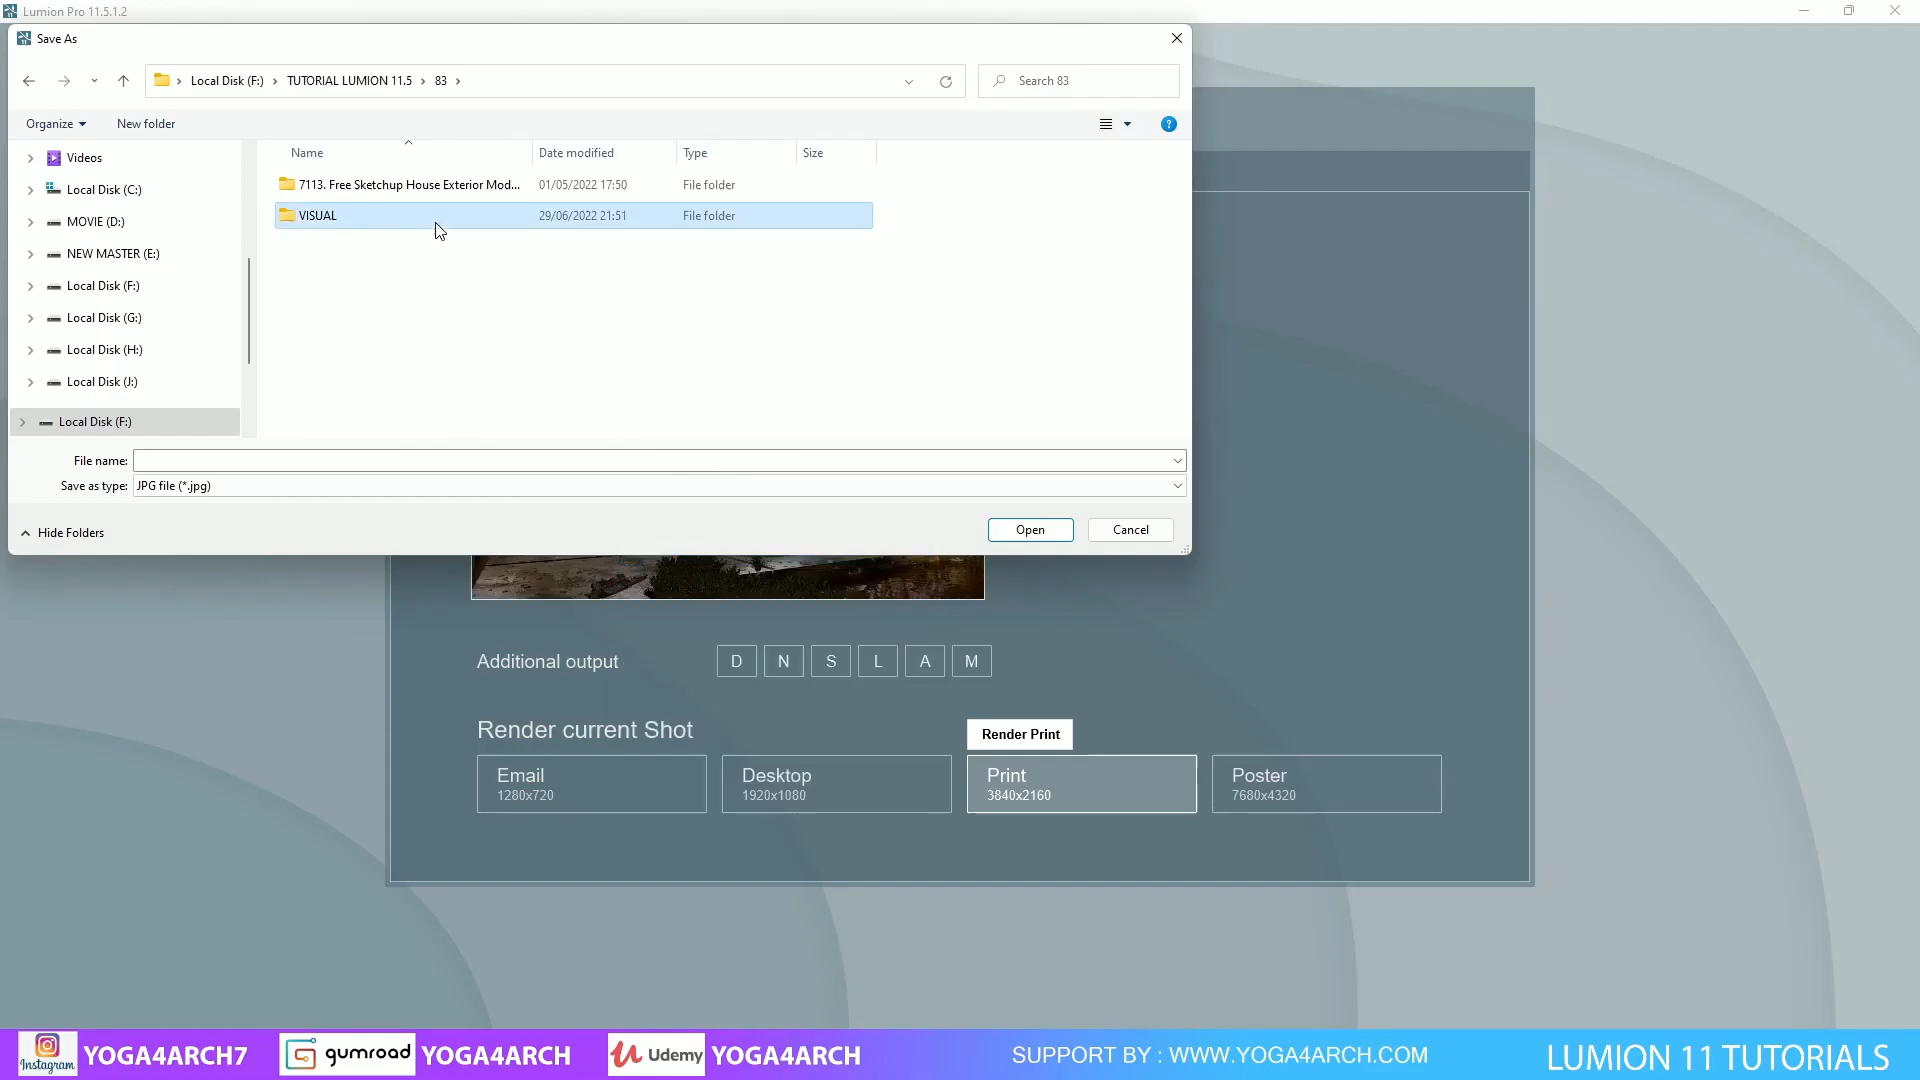 Lumion Pro 11.5.1.2
Save As
Local Disk (F:) > TUTORIAL LUMION 11.5 > 83 >
Search 83
Organize
New folder
?
Name
Date modified
Type
Size
Videos
Local Disk (C:)
MOVIE (D:)
NEW MASTER (E:)
Local Disk (F:)
Local Disk (G:)
Local Disk (H:)
Local Disk (J:)
Local Disk (F:)
7113. Free Sketchup House Exterior Mod... 01/05/2022 17:50 File folder
VISUAL 29/06/2022 21:51 File folder
File name:
Save as type: JPG file (*.jpg)
Hide Folders
Open
Cancel
Additional output
D N S L A M
Render current Shot
Render Print
Email
1280x720
Desktop
1920x1080
Print
3840x2160
Poster
7680x4320
Instagram YOGA4ARCH7
gumroad YOGA4ARCH
Udemy YOGA4ARCH
SUPPORT BY : WWW.YOGA4ARCH.COM
LUMION 11 TUTORIALS